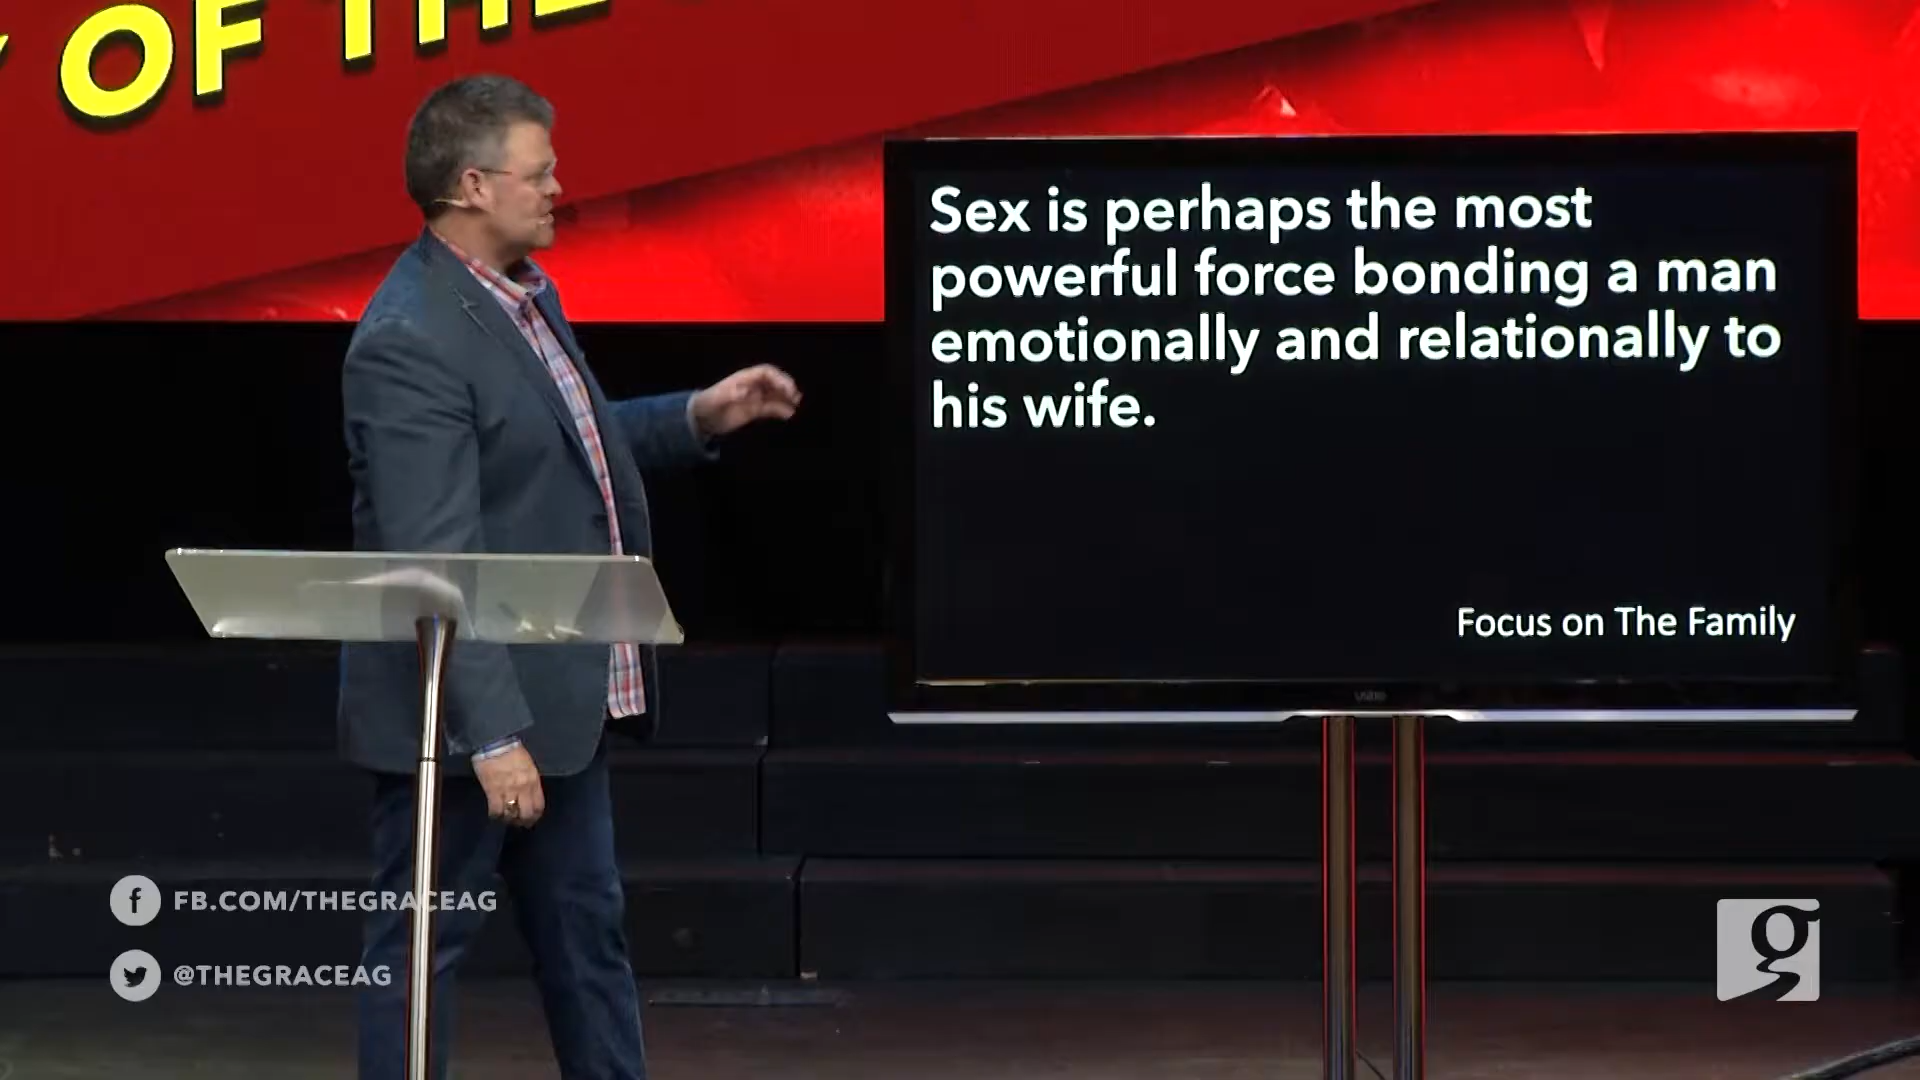 OF THE
Sex is perhaps the most
powerful force bonding a man
emotionally and relationally to
his wife.
Focus on The Family
FB.COM/THEGRACEAG
@THEGRACEAG
g